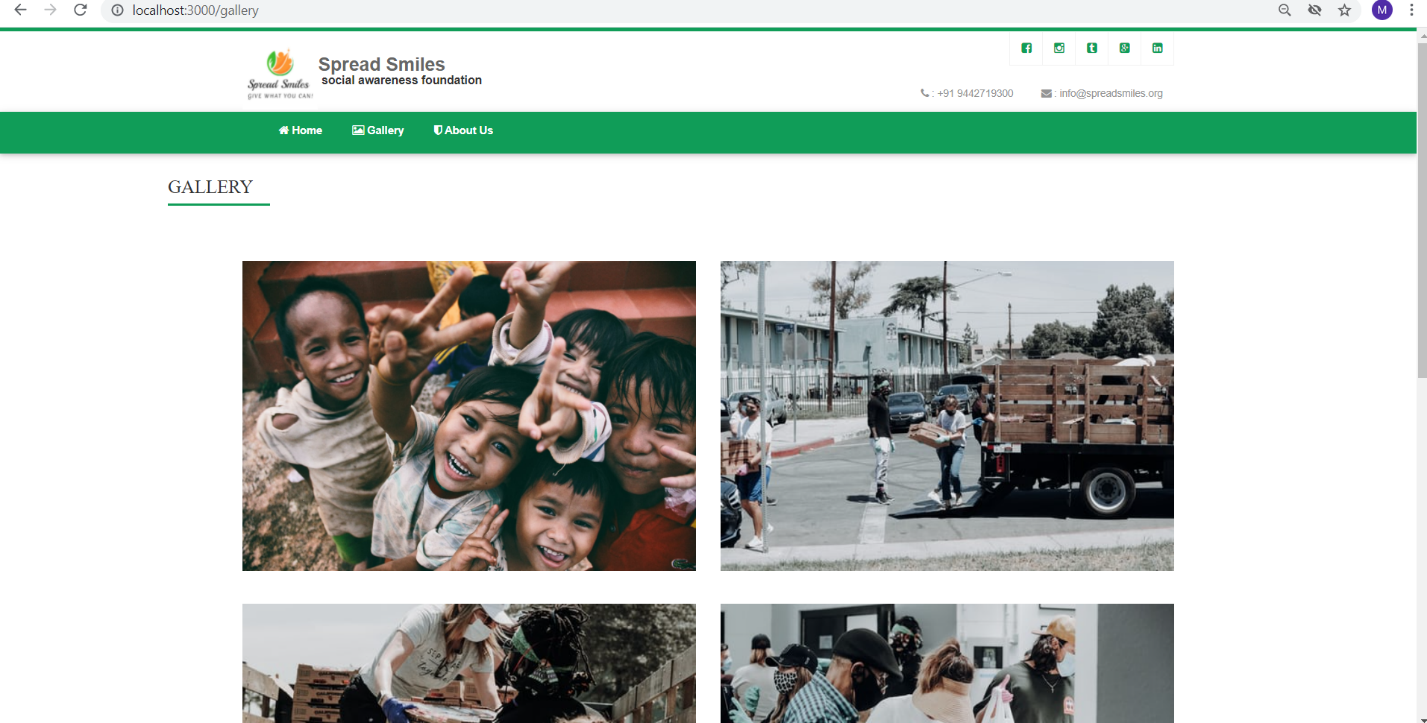 localhost:3000/gallery
M
Spread Smiles
GIVE WHAT YOU CAN!
Spread Smiles
social awareness foundation
: +91 9442719300
: info@spreadsmiles.org
Home
Gallery
About Us
GALLERY